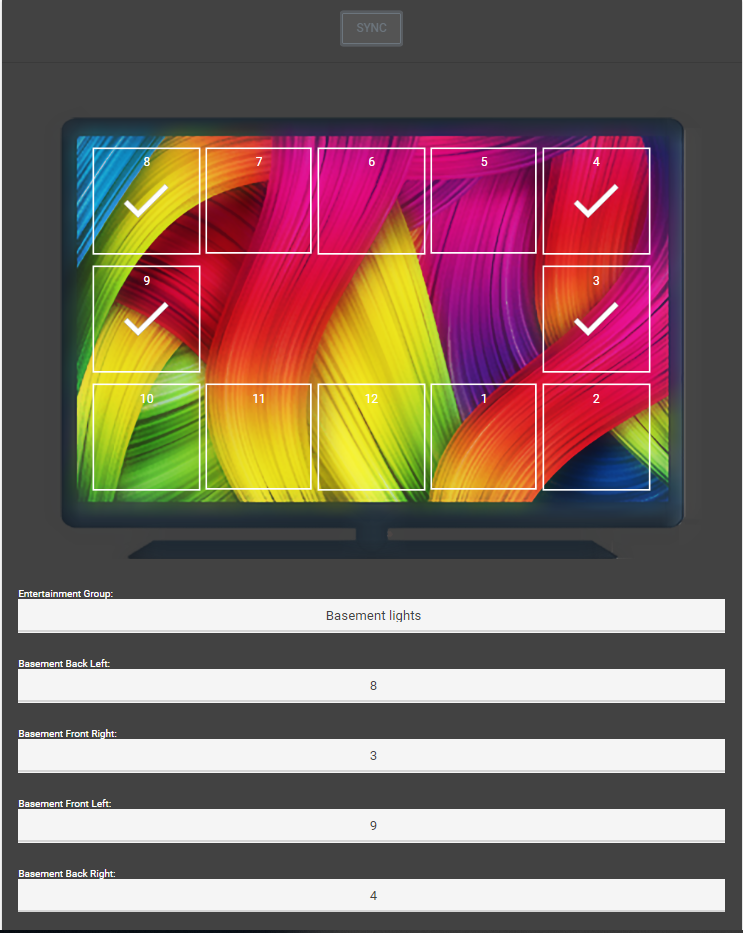 SYNC
8 7 6 5 4
9 3
10 11 12 1 2
Entertainment Group:
Basement lights
Basement Back Left:
8
Basement Front Right:
3
Basement Front Left:
9
Basement Back Right:
4